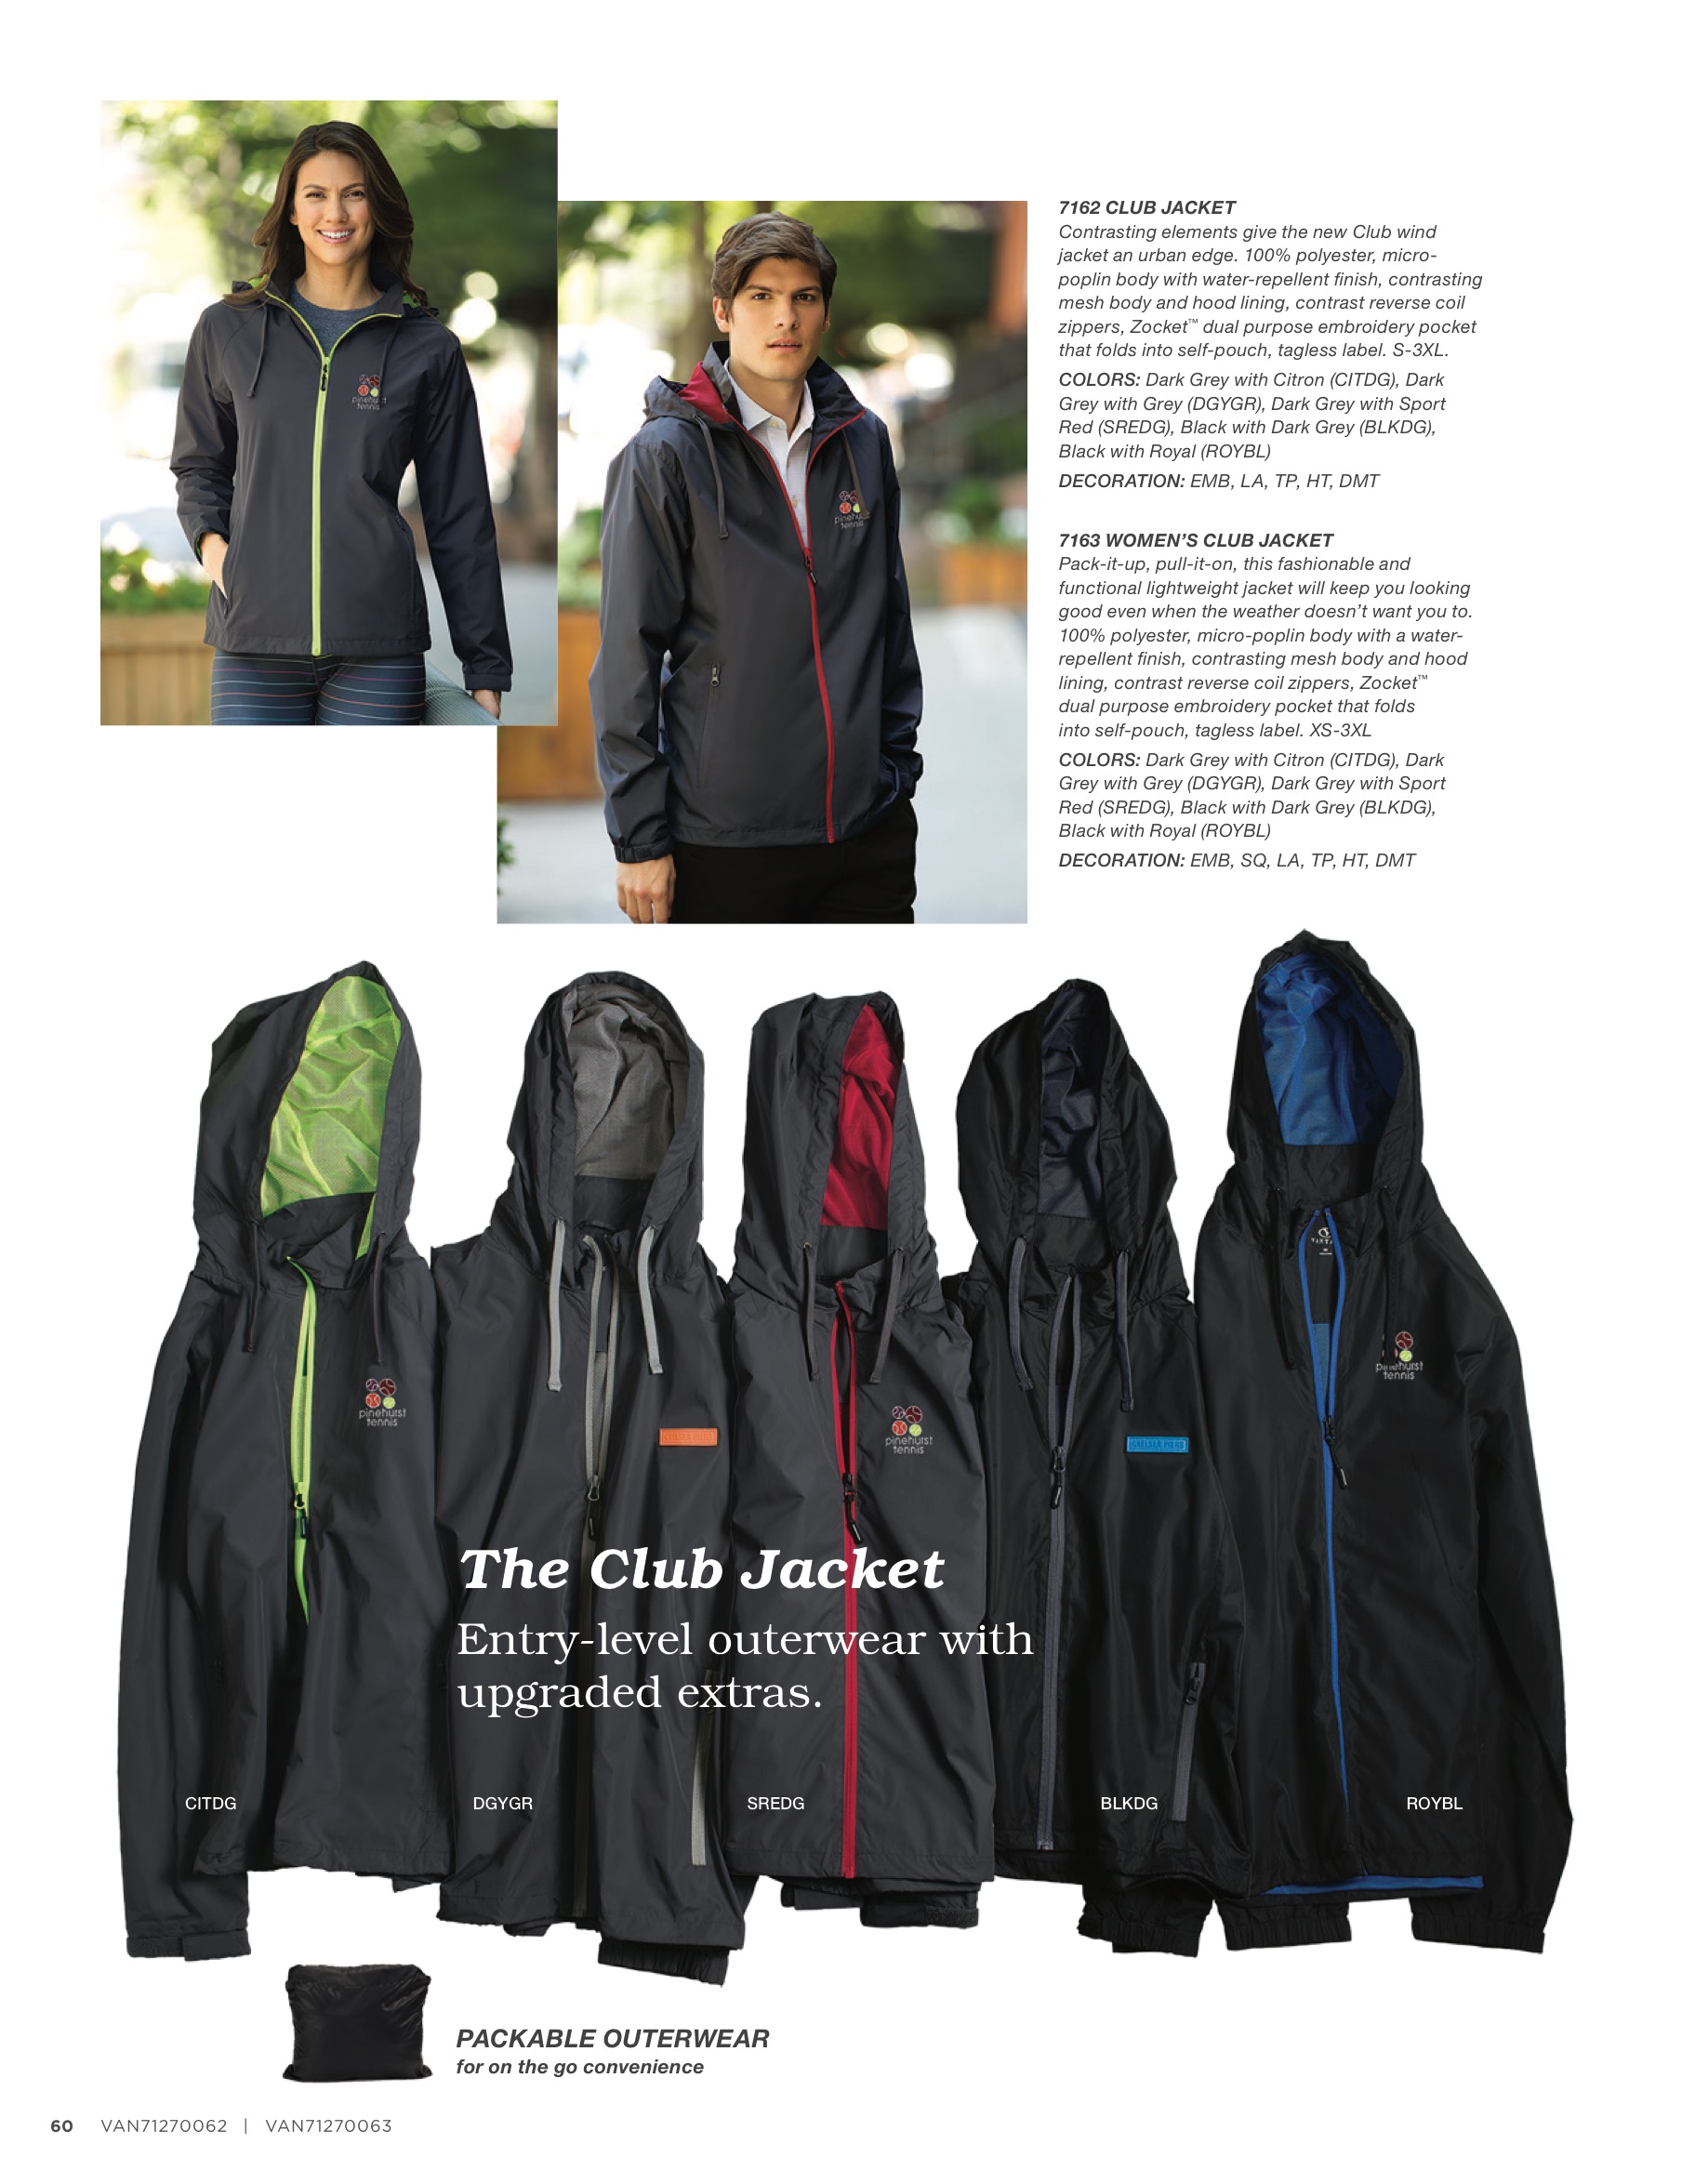 7162 CLUB JACKET
Contrasting elements give the new Club wind
jacket an urban edge. 100% polyester, micro-
poplin body with water-repellent finish, contrasting
mesh body and hood lining, contrast reverse coil
zippers, Zocket™ dual purpose embroidery pocket
that folds into self-pouch, tagless label. S-3XL.
COLORS: Dark Grey with Citron (CITDG), Dark
Grey with Grey (DGYGR), Dark Grey with Sport
Red (SREDG), Black with Dark Grey (BLKDG),
Black with Royal (ROYBL)
DECORATION: EMB, LA, TP, HT, DMT
7163 WOMEN’S CLUB JACKET
Pack-it-up, pull-it-on, this fashionable and
functional lightweight jacket will keep you looking
good even when the weather doesn’t want you to.
100% polyester, micro-poplin body with a water-
repellent finish, contrasting mesh body and hood
lining, contrast reverse coil zippers, Zocket™
dual purpose embroidery pocket that folds
into self-pouch, tagless label. XS-3XL
COLORS: Dark Grey with Citron (CITDG), Dark
Grey with Grey (DGYGR), Dark Grey with Sport
Red (SREDG), Black with Dark Grey (BLKDG),
Black with Royal (ROYBL)
DECORATION: EMB, SQ, LA, TP, HT, DMT
pinehurst
tennis
pinehurst
tennis
pinehurst
tennis
CHELSEA PIERS
pinehurst
tennis
CHELSEA PIERS
pinehurst
tennis
The Club Jacket
Entry-level outerwear with
upgraded extras.
CITDG
DGYGR
SREDG
BLKDG
ROYBL
PACKABLE OUTERWEAR
for on the go convenience
60 VAN71270062 | VAN71270063